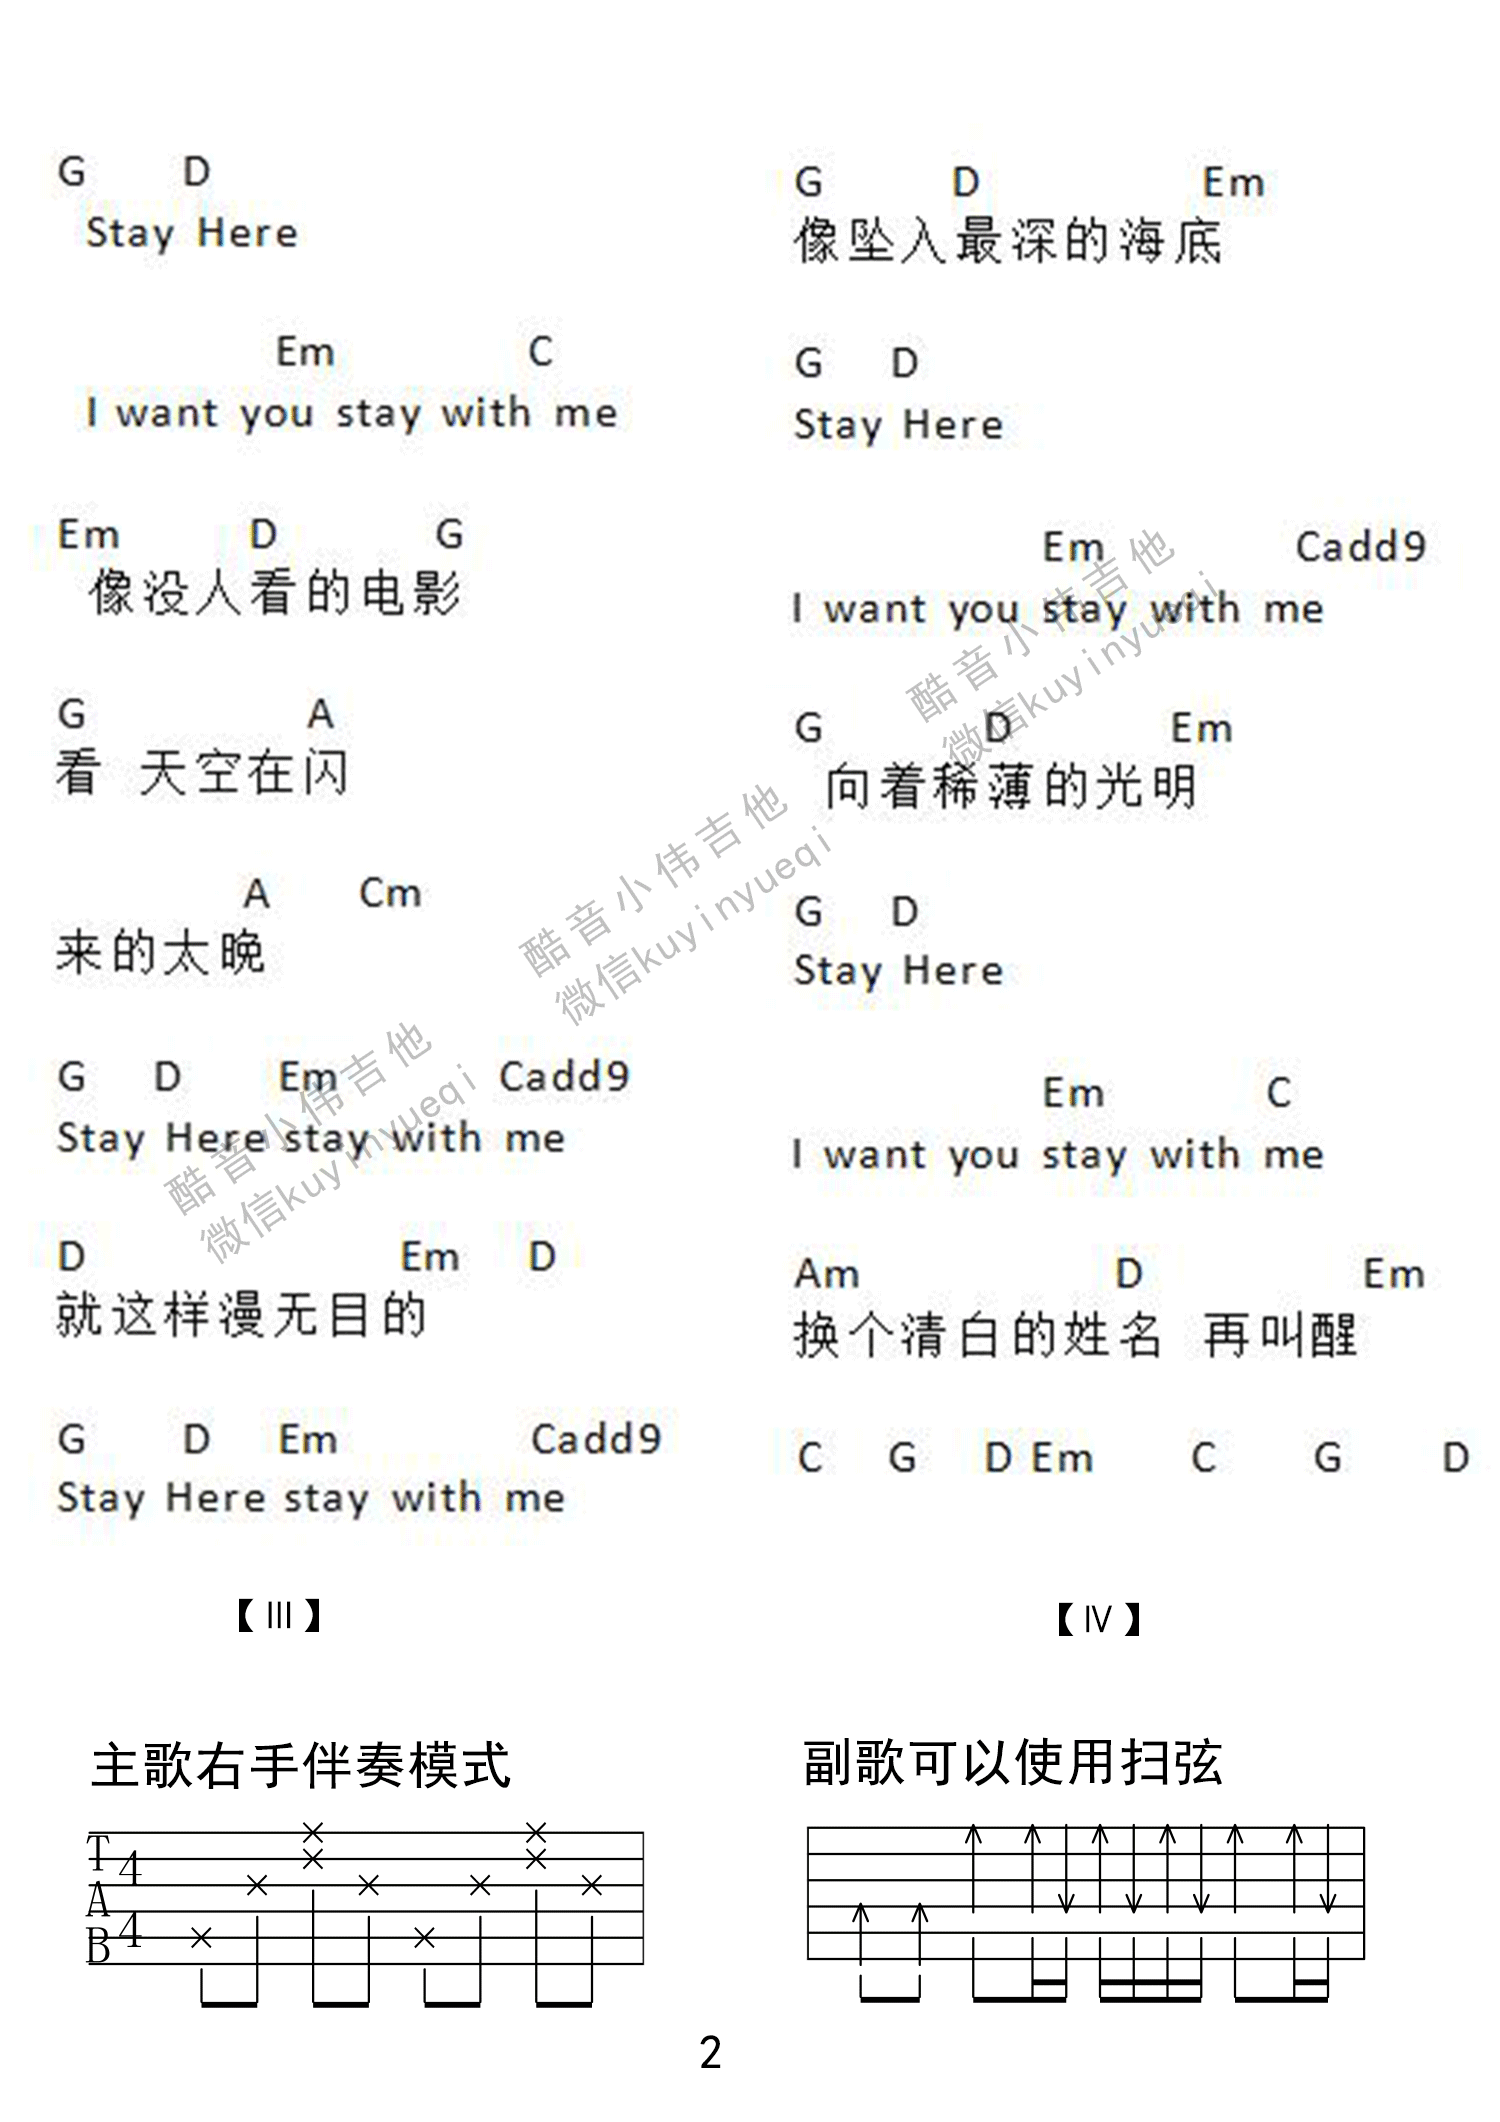 G D
Stay Here
Em C
I want you stay with me
Em D G
像没人看的电影
G A
看 天空在闪
A Cm
来的太晚
G D Em Cadd9
Stay Here stay with me
D Em D
就这样漫无目的
G D Em Cadd9
Stay Here stay with me
【III】
G D Em
像坠入最深的海底
G D
Stay Here
Em Cadd9
I want you stay with me
G D Em
向着稀薄的光明
G D
Stay Here
Em C
I want you stay with me
Am D Em
换个清白的姓名 再叫醒
C G D Em C G D
【IV】
主歌右手伴奏模式
T
A
B
4
4
副歌可以使用扫弦
2
酷音小伟吉他
微信kuyinyueqi
酷音小伟吉他
微信kuyinyueqi
酷音小伟吉他
微信kuyinyueqi